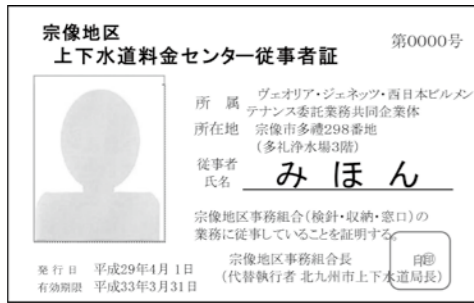 宗像地区
上下水道料金センター従事者証
第0000号
所 属 ヴェオリア・ジェネッツ・西日本ビルメン
テナンス委託業務共同企業体
所在地 宗像市多禮298番地
(多礼浄水場3階)
従事者
氏名 みほん
宗像地区事務組合(検針・収納・窓口)の
業務に従事していることを証明する。
発行日 平成29年4月1日
有効期限 平成33年3月31日
宗像地区事務組合長
(代替執行者 北九州市上下水道局長)
印